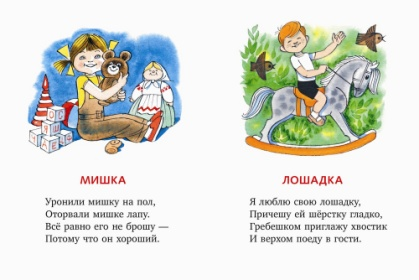 МИШКА
Уронили мишку на пол,
Оторвали мишке лапу.
Всё равно его не брошу —
Потому что он хороший.
ЛОШАДКА
Я люблю свою лошадку,
Причешу ей шёрстку гладко,
Гребешком приглажу хвостик
И верхом поеду в гости.